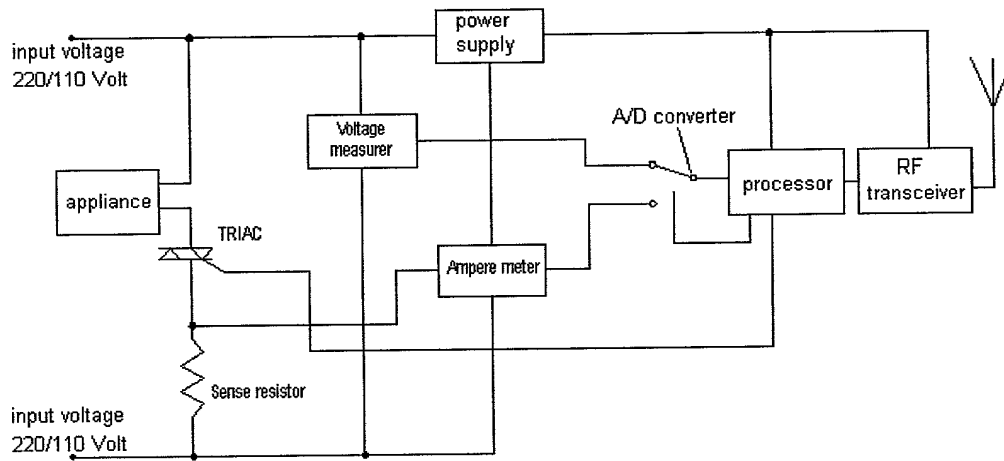 power
supply
input voltage
220/110 Volt
A/D converter
Voltage
measurer
RF
transceiver
processor
appliance
TRIAC
Ampere meter
Sense resistor
input voltage
220/110 Volt